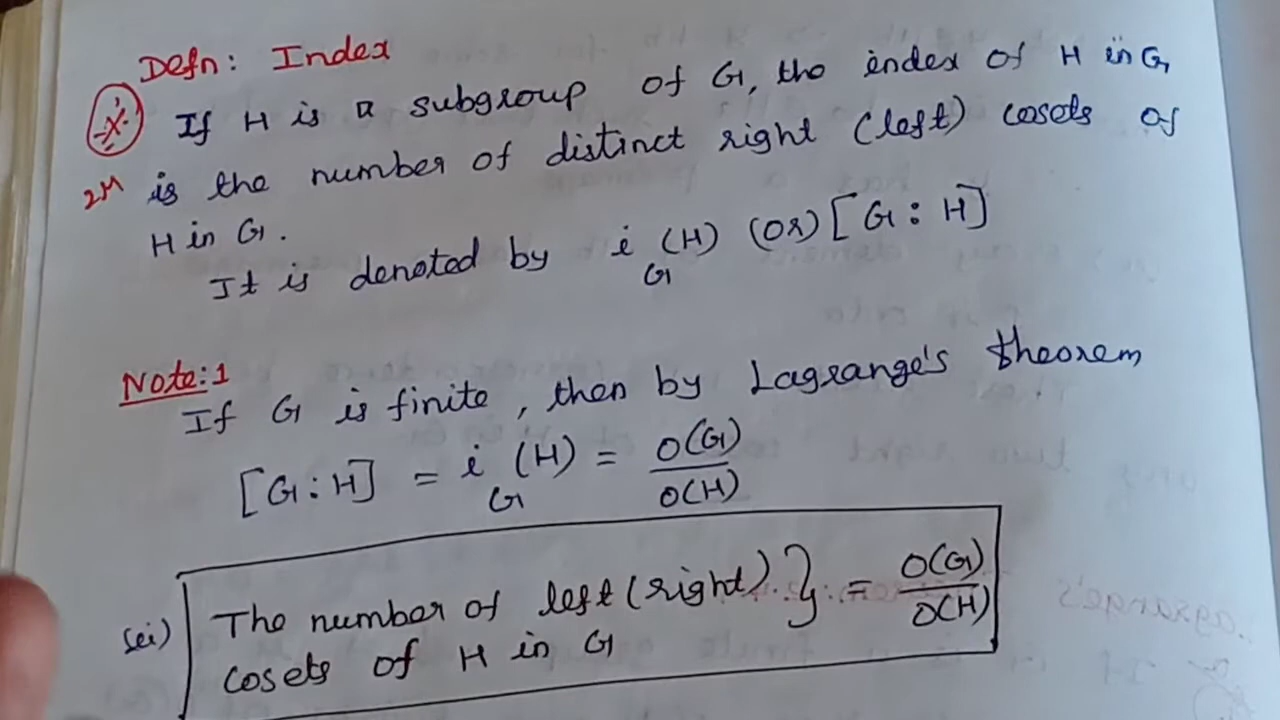 Defn: Index
If H is a subgroup of G, the index of H in G
2M is the number of distinct right (left) cosets of
H in G.
It is denoted by i_G (H) (or) [G : H]
Note:1
If G is finite, then by Lagrange's theorem,
[G : H] = i_G (H) = O(G)/O(H)
(ie) The number of left (right) } = O(G)/O(H)
cosets of H in G